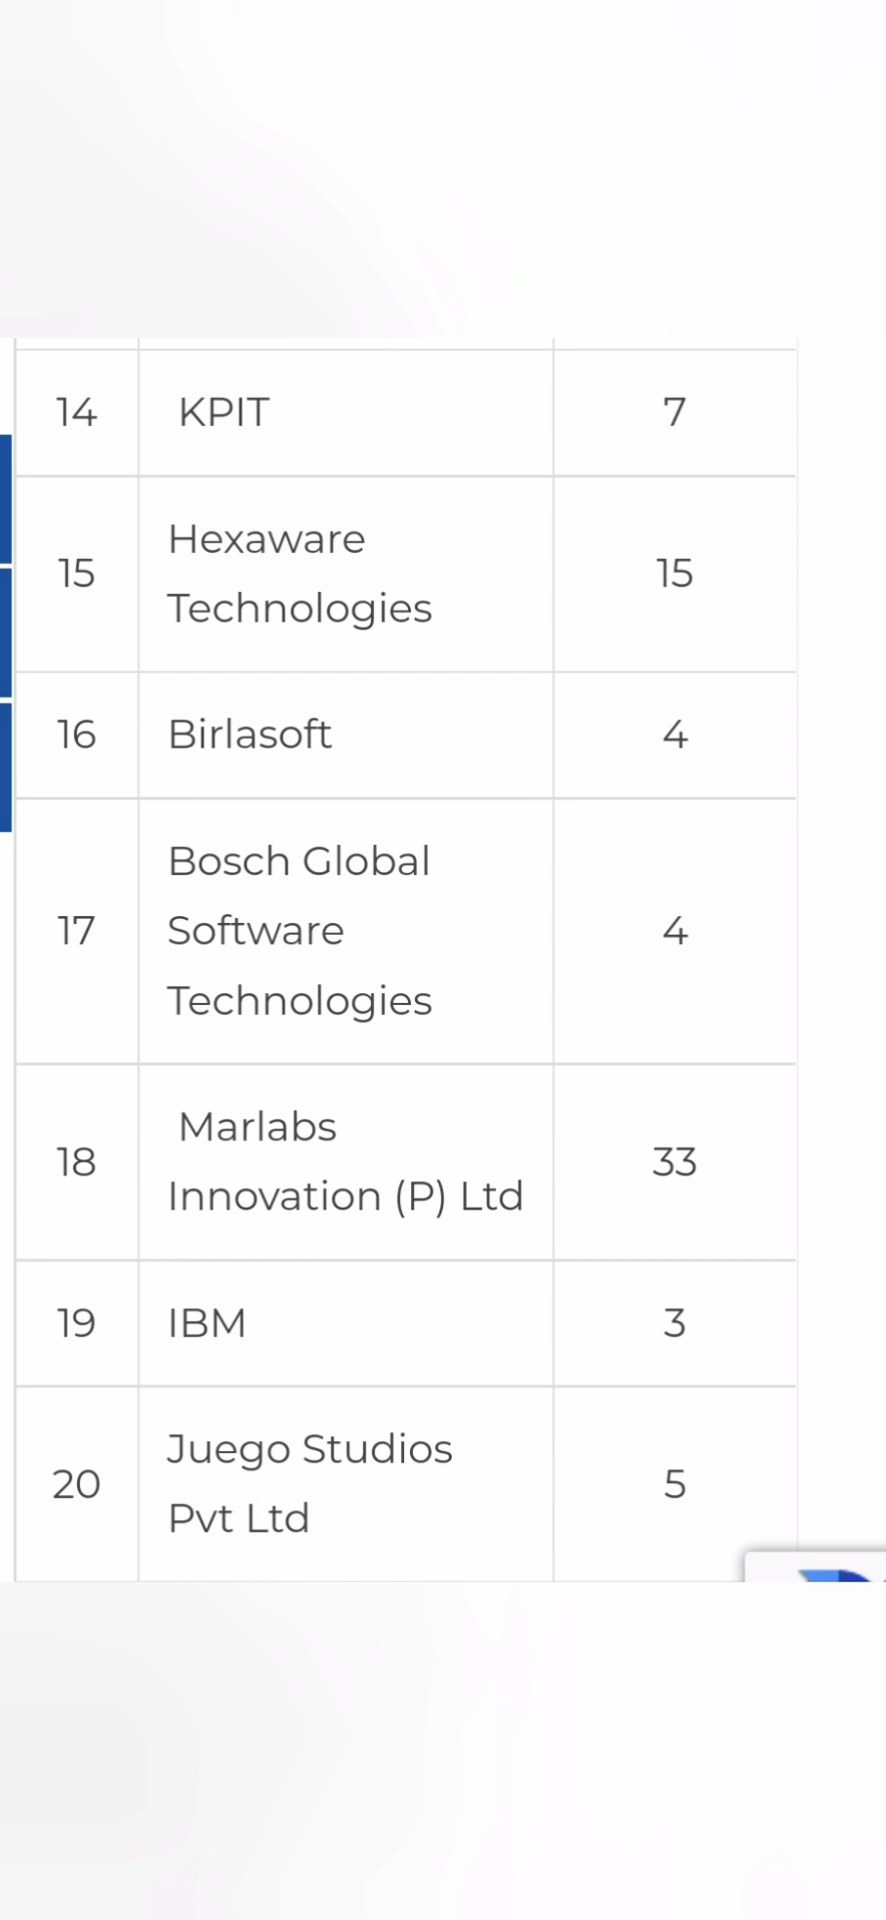 14 KPIT 7
Hexaware
15 15
Technologies
16 Birlasoft 4
Bosch Global
17 Software 4
Technologies
Marlabs
18 33
Innovation (P) Ltd
19 IBM 3
Juego Studios
20 5
Pvt Ltd